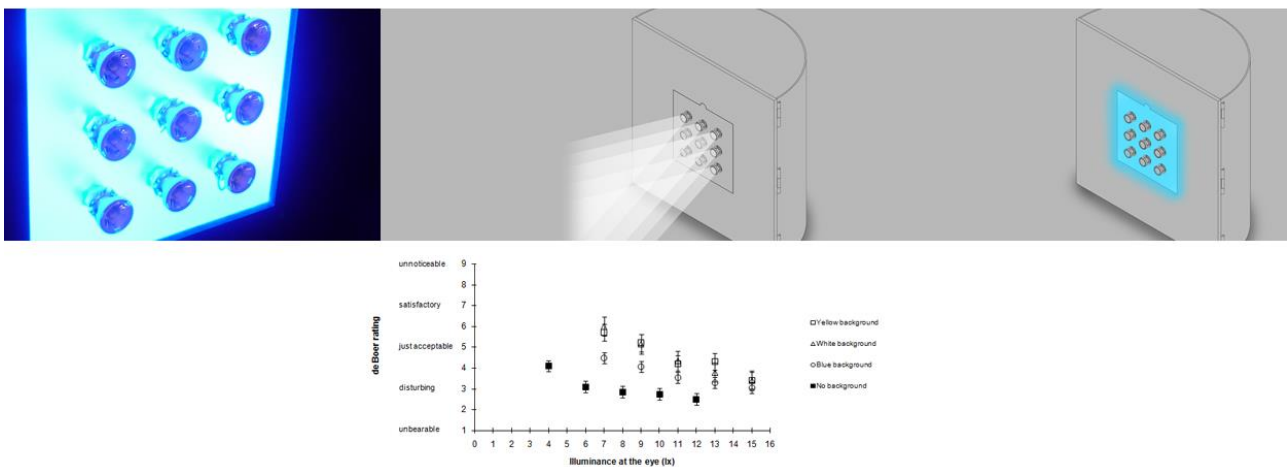 unnoticeable 9
8
satisfactory 7
6
just acceptable 5
4
disturbing 3
2
unbearable 1
de Boer rating
0 1 2 3 4 5 6 7 8 9 10 11 12 13 14 15 16
Illuminance at the eye (lx)
Yellow background
White background
Blue background
No background